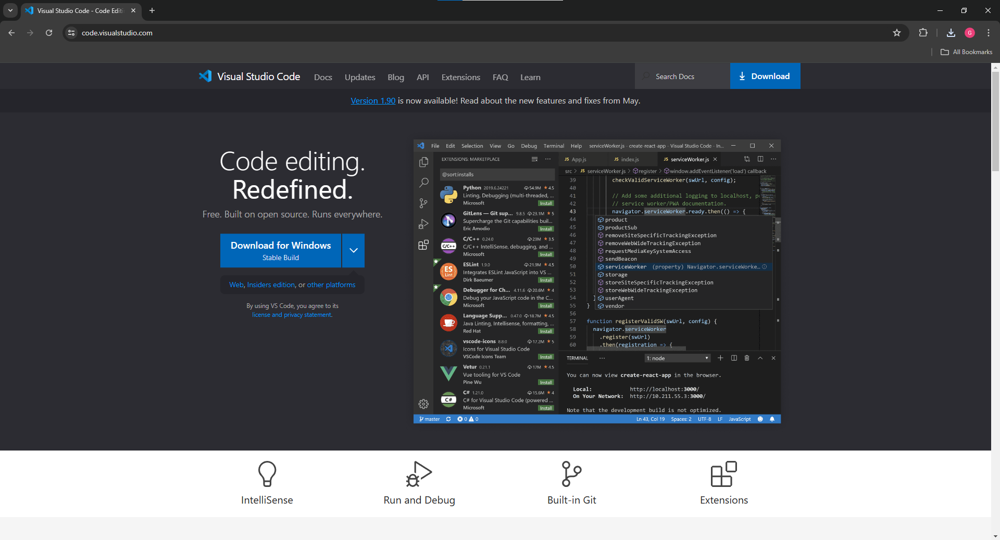 Visual Studio Code - Code Editi
code.visualstudio.com
G
All Bookmarks
Visual Studio Code
Docs
Updates
Blog
API
Extensions
FAQ
Learn
Search Docs
Download
Version 1.90 is now available! Read about the new features and fixes from May.
Code editing.
Redefined.
Free. Built on open source. Runs everywhere.
Download for Windows
Stable Build
Web, Insiders edition, or other platforms
By using VS Code, you agree to its
license and privacy statement.
File Edit Selection View Go Debug Terminal Help serviceWorker.js - create-react-app - Visual Studio Code - In...
EXTENSIONS: MARKETPLACE
@sort:installs
Python 2019.6.24221 54.9M ★ 4.5
Linting, Debugging (multi-threaded, ...
Microsoft Install
GitLens — Git sup... 9.8.5 23.1M ★ 5
Supercharge the Git capabilities buil...
Eric Amodio Install
C/C++ 0.24.0 23M ★ 3.5
C/C++ IntelliSense, debugging, and ...
Microsoft Install
C/C++
ESLint 1.9.0 21.9M ★ 4.5
Integrates ESLint JavaScript into VS ...
Dirk Baeumer Install
ES
Lint
Debugger for Ch... 4.11.6 20.6M ★ 4
Debug your JavaScript code in the C...
Microsoft Install
Language Supp... 0.47.0 18.7M ★ 4.5
Java Linting, Intellisense, formatting, ...
Red Hat Install
vscode-icons 8.8.0 17.2M ★ 5
Icons for Visual Studio Code
VSCode Icons Team Install
Vetur 0.21.1 17M ★ 4.5
Vue tooling for VS Code
Pine Wu Install
C# 1.21.0 15.6M ★ 4
C# for Visual Studio Code (powered ...
Microsoft Install
C#
JS App.js
JS index.js
JS serviceWorker.js
src > JS serviceWorker.js > register > window.addEventListener('load') callback
39 checkValidServiceWorker(swUrl, config);
40
41 // Add some additional logging to localhost, po
42 // service worker/PWA documentation.
43 navigator.serviceWorker.ready.then(() => {
44 product
45 productSub
46 removeSiteSpecificTrackingException
47 removeWebWideTrackingException
48 requestMediaKeySystemAccess
49 sendBeacon
50 serviceWorker (property) Navigator.serviceWorke...
51 storage
52 storeSiteSpecificTrackingException
53 storeWebWideTrackingException
54 } userAgent
55 } vendor
56
57 function registerValidSW(swUrl, config) {
58 navigator.serviceWorker
59 .register(swUrl)
60 .then(registration => {
TERMINAL ... 1: node
You can now view create-react-app in the browser.
Local: http://localhost:3000/
On Your Network: http://10.211.55.3:3000/
Note that the development build is not optimized.
master 0 0 Ln 43, Col 19 Spaces: 2 UTF-8 LF JavaScript
IntelliSense
Run and Debug
Built-in Git
Extensions